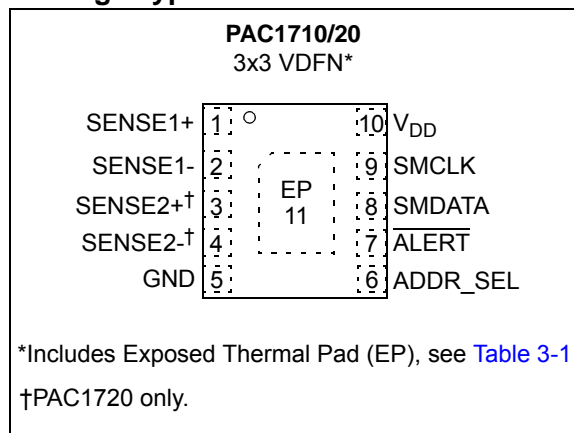 PAC1710/20
3x3 VDFN*
SENSE1+ 1 10 VDD
SENSE1- 2 9 SMCLK
SENSE2+† 3 EP 8 SMDATA
11
SENSE2-† 4 7 ALERT
GND 5 6 ADDR_SEL
*Includes Exposed Thermal Pad (EP), see Table 3-1
†PAC1720 only.